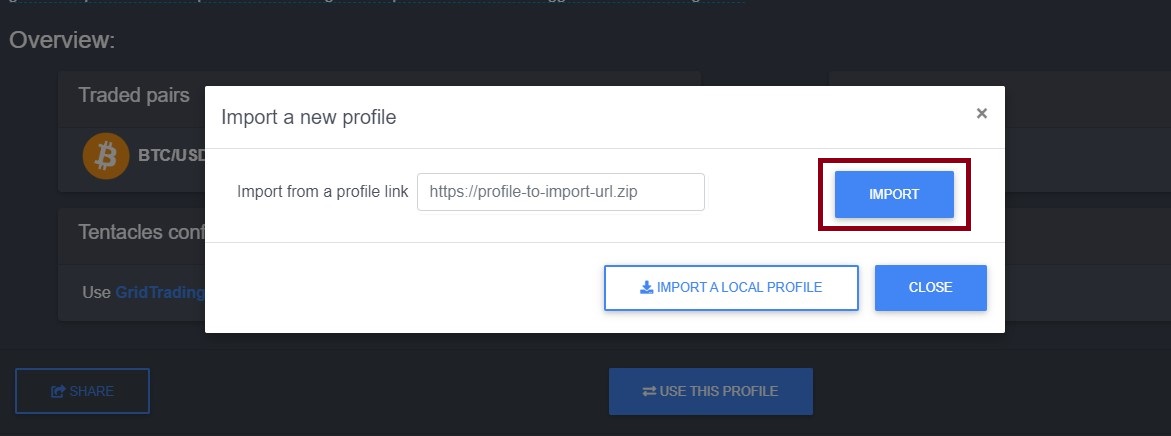 Overview:
Traded pairs
Import a new profile
×
BTC/USD
Import from a profile link
https://profile-to-import-url.zip
IMPORT
Tentacles conf
Use GridTrading
IMPORT A LOCAL PROFILE
CLOSE
SHARE
USE THIS PROFILE